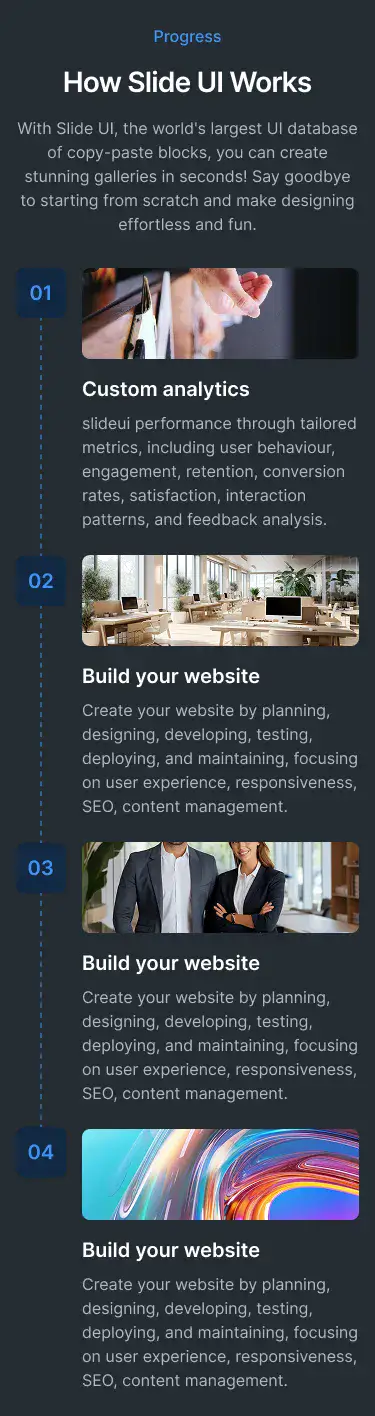 Progress
How Slide UI Works
With Slide UI, the world's largest UI database
of copy-paste blocks, you can create
stunning galleries in seconds! Say goodbye
to starting from scratch and make designing
effortless and fun.
01
Custom analytics
slideui performance through tailored
metrics, including user behaviour,
engagement, retention, conversion
rates, satisfaction, interaction
patterns, and feedback analysis.
02
Build your website
Create your website by planning,
designing, developing, testing,
deploying, and maintaining, focusing
on user experience, responsiveness,
SEO, content management.
03
Build your website
Create your website by planning,
designing, developing, testing,
deploying, and maintaining, focusing
on user experience, responsiveness,
SEO, content management.
04
Build your website
Create your website by planning,
designing, developing, testing,
deploying, and maintaining, focusing
on user experience, responsiveness,
SEO, content management.